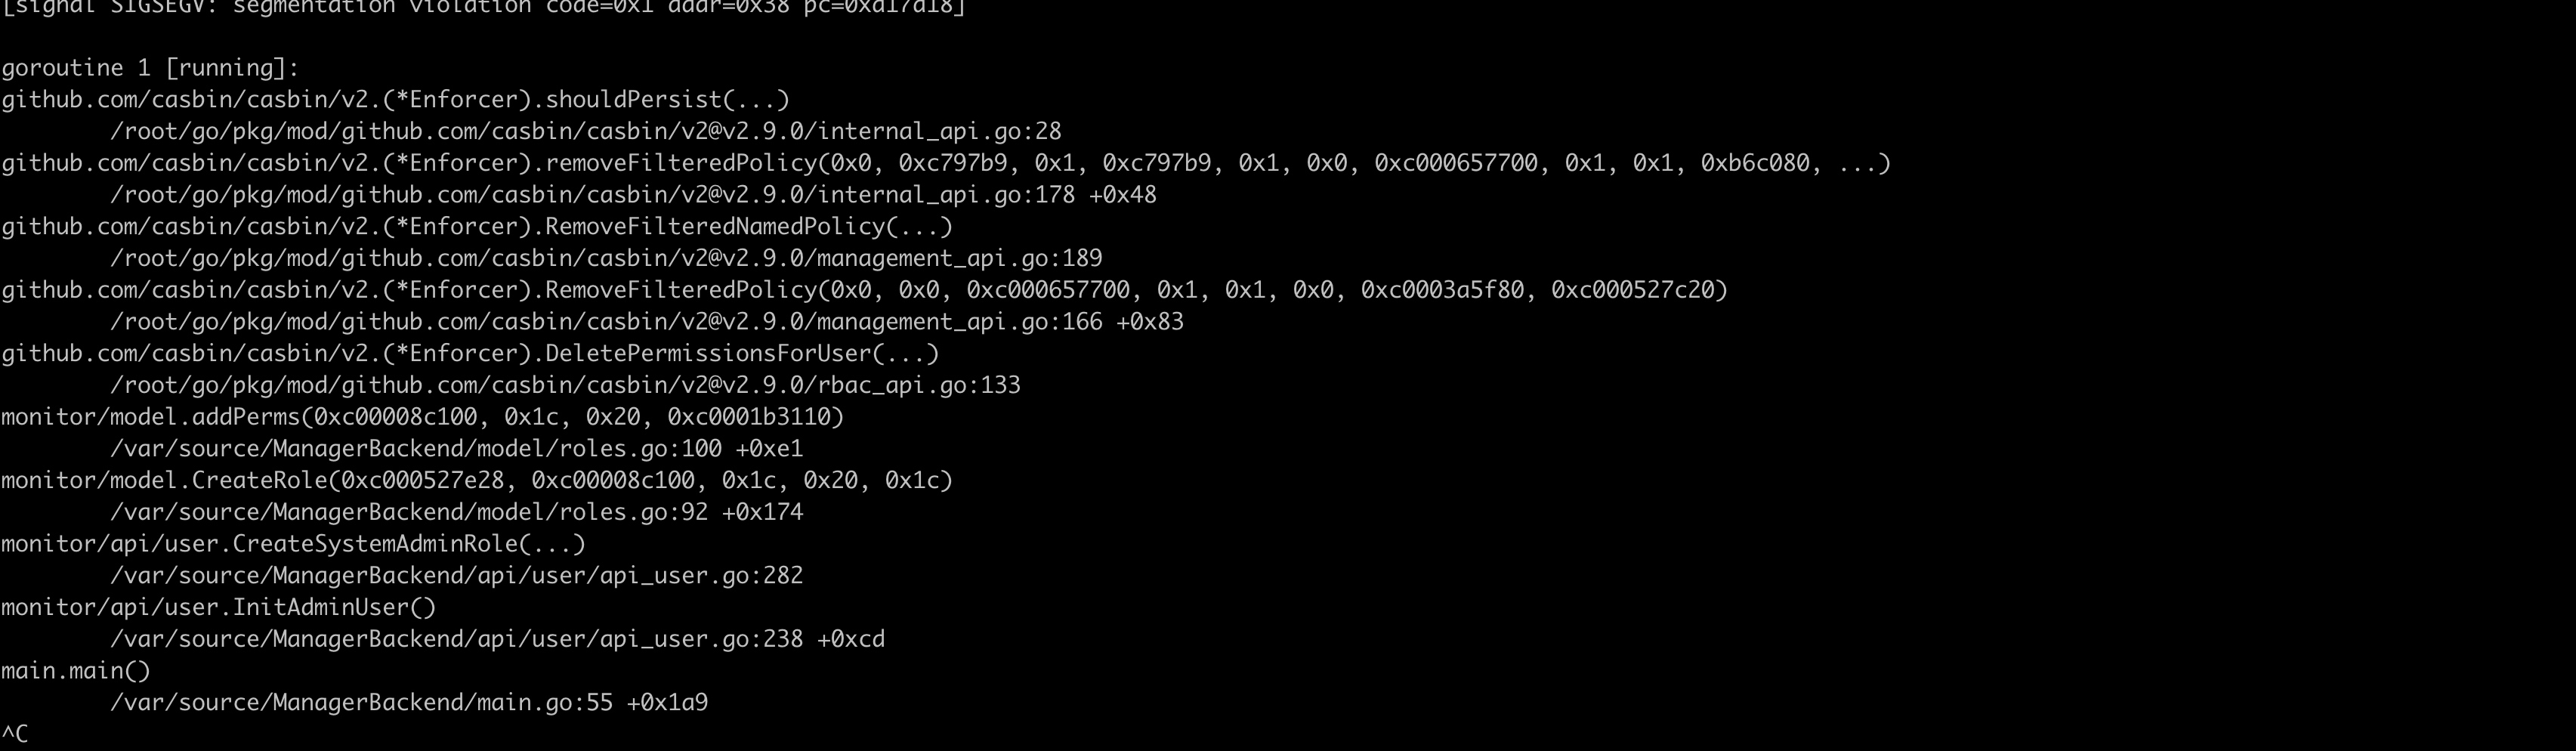 [signal SIGSEGV: segmentation violation code=0x1 addr=0x38 pc=0xd17d18]
goroutine 1 [running]:
github.com/casbin/casbin/v2.(*Enforcer).shouldPersist(...)
/root/go/pkg/mod/github.com/casbin/casbin/v2@v2.9.0/internal_api.go:28
github.com/casbin/casbin/v2.(*Enforcer).removeFilteredPolicy(0x0, 0xc797b9, 0x1, 0xc797b9, 0x1, 0x0, 0xc000657700, 0x1, 0x1, 0xb6c080, ...)
/root/go/pkg/mod/github.com/casbin/casbin/v2@v2.9.0/internal_api.go:178 +0x48
github.com/casbin/casbin/v2.(*Enforcer).RemoveFilteredNamedPolicy(...)
/root/go/pkg/mod/github.com/casbin/casbin/v2@v2.9.0/management_api.go:189
github.com/casbin/casbin/v2.(*Enforcer).RemoveFilteredPolicy(0x0, 0x0, 0xc000657700, 0x1, 0x1, 0x0, 0xc0003a5f80, 0xc000527c20)
/root/go/pkg/mod/github.com/casbin/casbin/v2@v2.9.0/management_api.go:166 +0x83
github.com/casbin/casbin/v2.(*Enforcer).DeletePermissionsForUser(...)
/root/go/pkg/mod/github.com/casbin/casbin/v2@v2.9.0/rbac_api.go:133
monitor/model.addPerms(0xc00008c100, 0x1c, 0x20, 0xc0001b3110)
/var/source/ManagerBackend/model/roles.go:100 +0xe1
monitor/model.CreateRole(0xc000527e28, 0xc00008c100, 0x1c, 0x20, 0x1c)
/var/source/ManagerBackend/model/roles.go:92 +0x174
monitor/api/user.CreateSystemAdminRole(...)
/var/source/ManagerBackend/api/user/api_user.go:282
monitor/api/user.InitAdminUser()
/var/source/ManagerBackend/api/user/api_user.go:238 +0xcd
main.main()
/var/source/ManagerBackend/main.go:55 +0x1a9
^C